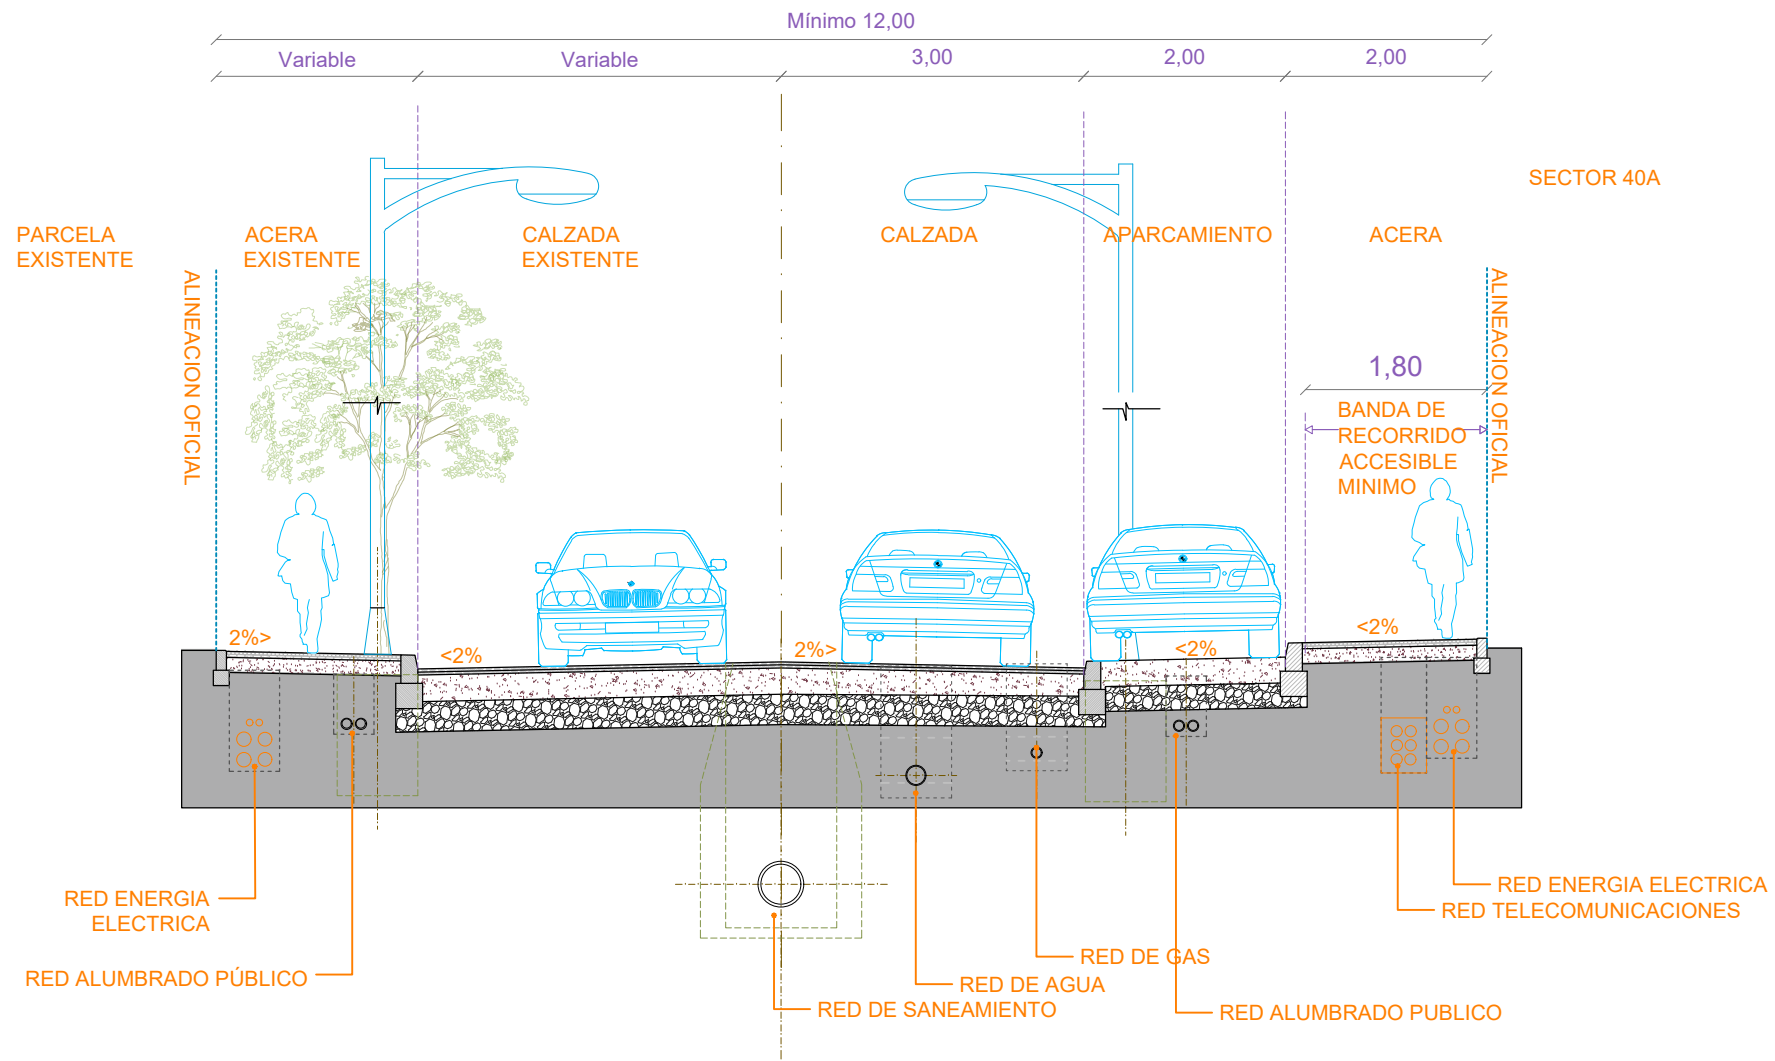 Mínimo 12,00
Variable
Variable
3,00
2,00
2,00
SECTOR 40A
PARCELA
EXISTENTE
ACERA
EXISTENTE
CALZADA
EXISTENTE
CALZADA
APARCAMIENTO
ACERA
ALINEACION OFICIAL
ALINEACION OFICIAL
1,80
BANDA DE
RECORRIDO
ACCESIBLE
MINIMO
2%>
<2%
2%>
<2%
<2%
RED ENERGIA
ELECTRICA
RED ALUMBRADO PÚBLICO
RED DE SANEAMIENTO
RED DE AGUA
RED DE GAS
RED ALUMBRADO PUBLICO
RED ENERGIA ELECTRICA
RED TELECOMUNICACIONES